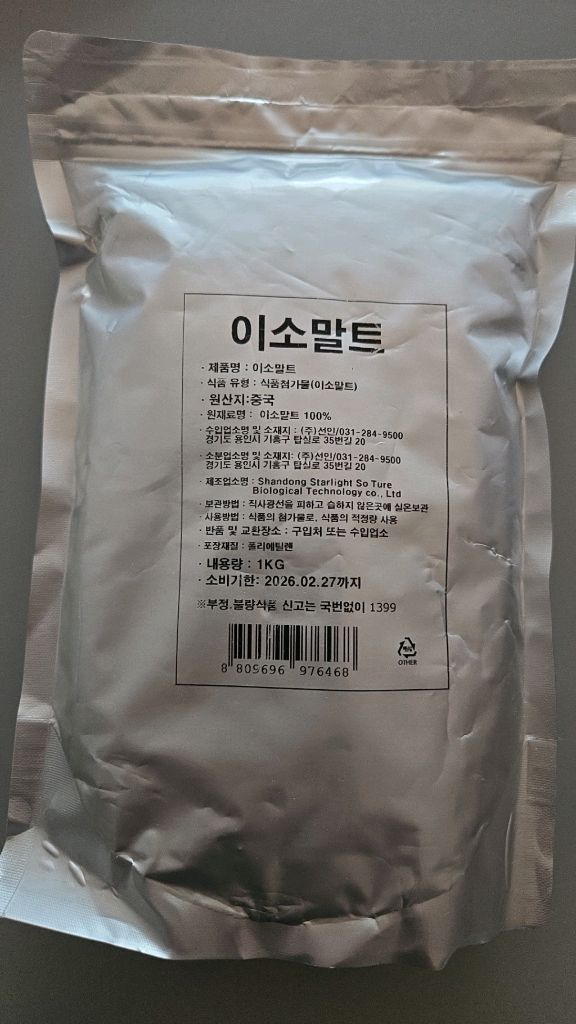 이소말트
· 제품명 : 이소말트
· 식품 유형 : 식품첨가물(이소말트)
· 원산지:중국
· 원재료명 : 이소말트 100%
· 수입업소명 및 소재지 : (주)선인/031-284-9500
경기도 용인시 기흥구 탑실로 35번길 20
· 소분업소명 및 소재지: (주)선인/031-284-9500
경기도 용인시 기흥구 탑실로 35번길 20
· 제조업소명 : Shandong Starlight So Ture
Biological Technology co., Ltd
· 보관방법 : 직사광선을 피하고 습하지 않은곳에 실온보관
· 사용방법 : 식품의 첨가물로, 식품의 적정량 사용
· 반품 및 교환장소 : 구입처 또는 수입업소
· 포장재질 : 폴리에틸렌
· 내용량 : 1KG
· 소비기한: 2026.02.27까지
※부정.불량식품 신고는 국번없이 1399
8 809696 976468
OTHER